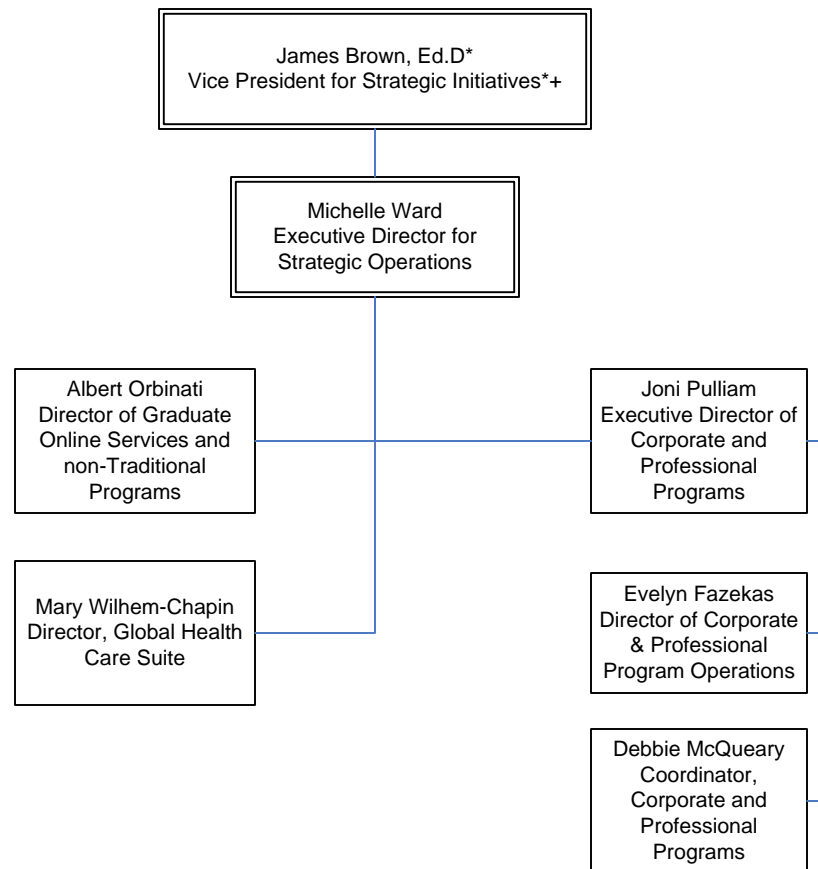 James Brown, Ed.D*
Vice President for Strategic Initiatives*+
Michelle Ward
Executive Director for
Strategic Operations
Albert Orbinati
Director of Graduate
Online Services and
non-Traditional
Programs
Joni Pulliam
Executive Director of
Corporate and
Professional
Programs
Mary Wilhem-Chapin
Director, Global Health
Care Suite
Evelyn Fazekas
Director of Corporate
& Professional
Program Operations
Debbie McQueary
Coordinator,
Corporate and
Professional
Programs